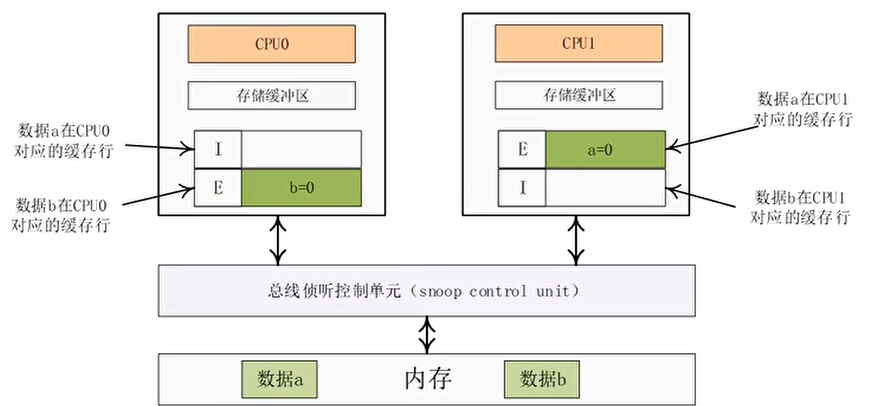 CPU0
CPU1
存储缓冲区
存储缓冲区
数据a在CPU0
对应的缓存行
I
E
a=0
数据a在CPU1
对应的缓存行
数据b在CPU0
对应的缓存行
E
b=0
I
数据b在CPU1
对应的缓存行
总线侦听控制单元（snoop control unit）
数据a
内存
数据b